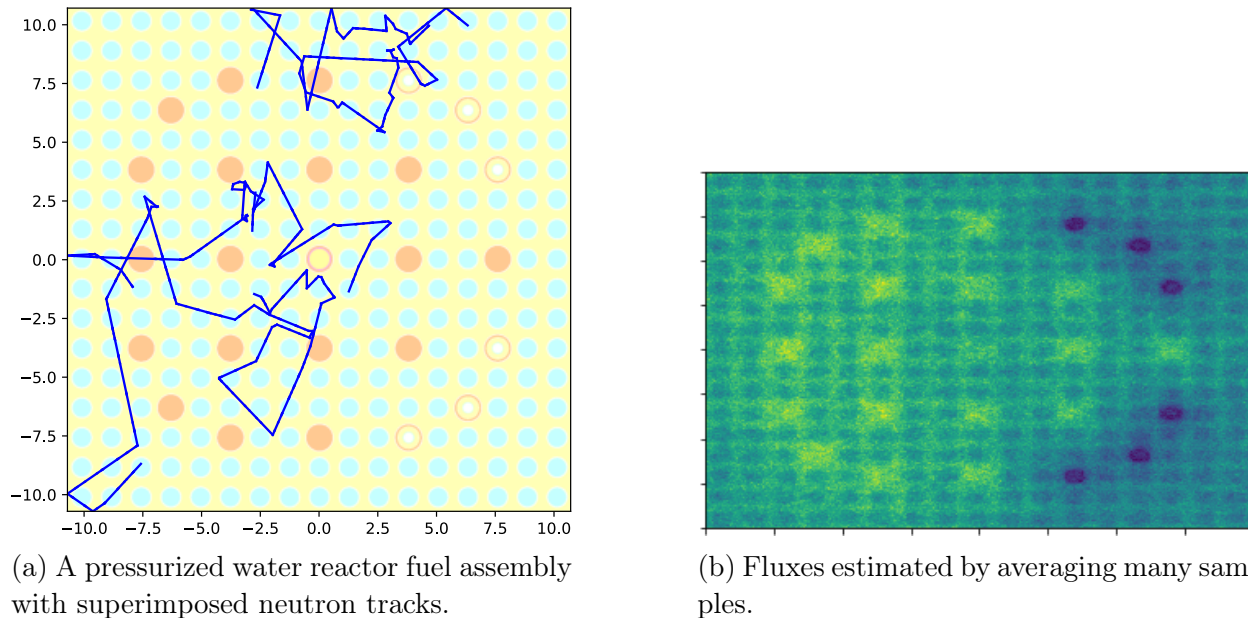 10.0
7.5
5.0
2.5
0.0
−2.5
−5.0
−7.5
−10.0
−10.0 −7.5 −5.0 −2.5 0.0 2.5 5.0 7.5 10.0
(a) A pressurized water reactor fuel assembly
with superimposed neutron tracks.
(b) Fluxes estimated by averaging many sam
ples.